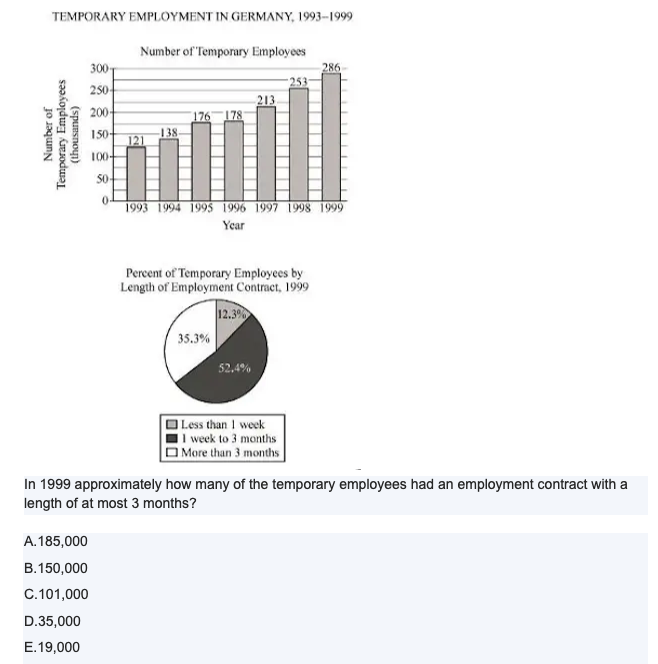 TEMPORARY EMPLOYMENT IN GERMANY, 1993–1999
Number of Temporary Employees
Number of
Temporary Employees
(thousands)
300
250
200
150
100
50
0
121
138
176
178
213
253
286
1993 1994 1995 1996 1997 1998 1999
Year
Percent of Temporary Employees by
Length of Employment Contract, 1999
12.3%
35.3%
52.4%
Less than 1 week
1 week to 3 months
More than 3 months
In 1999 approximately how many of the temporary employees had an employment contract with a
length of at most 3 months?
A.185,000
B.150,000
C.101,000
D.35,000
E.19,000